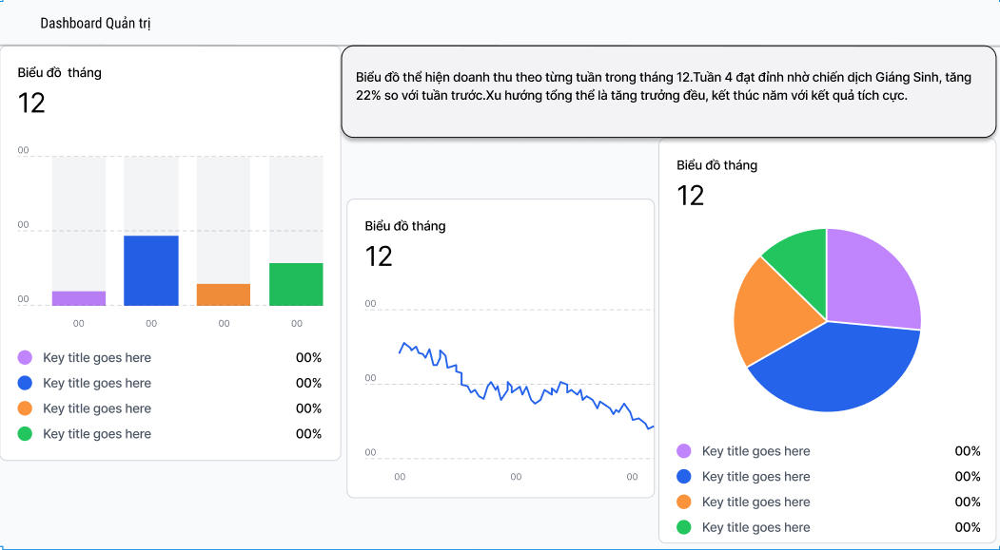 Dashboard Quản trị
Biểu đồ tháng
12
00
00
00
00 00 00 00
Key title goes here 00%
Key title goes here 00%
Key title goes here 00%
Key title goes here 00%
Biểu đồ thể hiện doanh thu theo từng tuần trong tháng 12.Tuần 4 đạt đỉnh nhờ chiến dịch Giáng Sinh, tăng
22% so với tuần trước.Xu hướng tổng thể là tăng trưởng đều, kết thúc năm với kết quả tích cực.
Biểu đồ tháng
12
00
00
00
00 00 00
Biểu đồ tháng
12
Key title goes here 00%
Key title goes here 00%
Key title goes here 00%
Key title goes here 00%